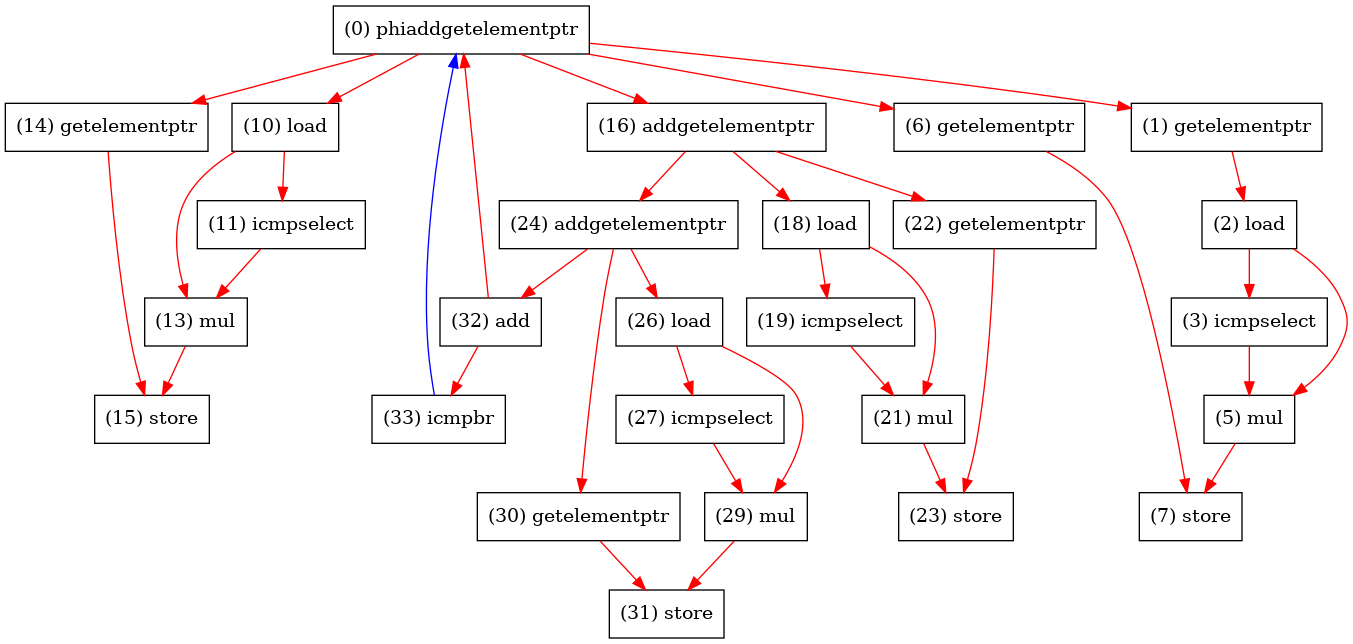 (0) phiaddgetelementptr
(14) getelementptr
(10) load
(16) addgetelementptr
(6) getelementptr
(1) getelementptr
(11) icmpselect
(24) addgetelementptr
(18) load
(22) getelementptr
(2) load
(13) mul
(32) add
(26) load
(19) icmpselect
(3) icmpselect
(15) store
(33) icmpbr
(27) icmpselect
(21) mul
(5) mul
(30) getelementptr
(29) mul
(23) store
(7) store
(31) store